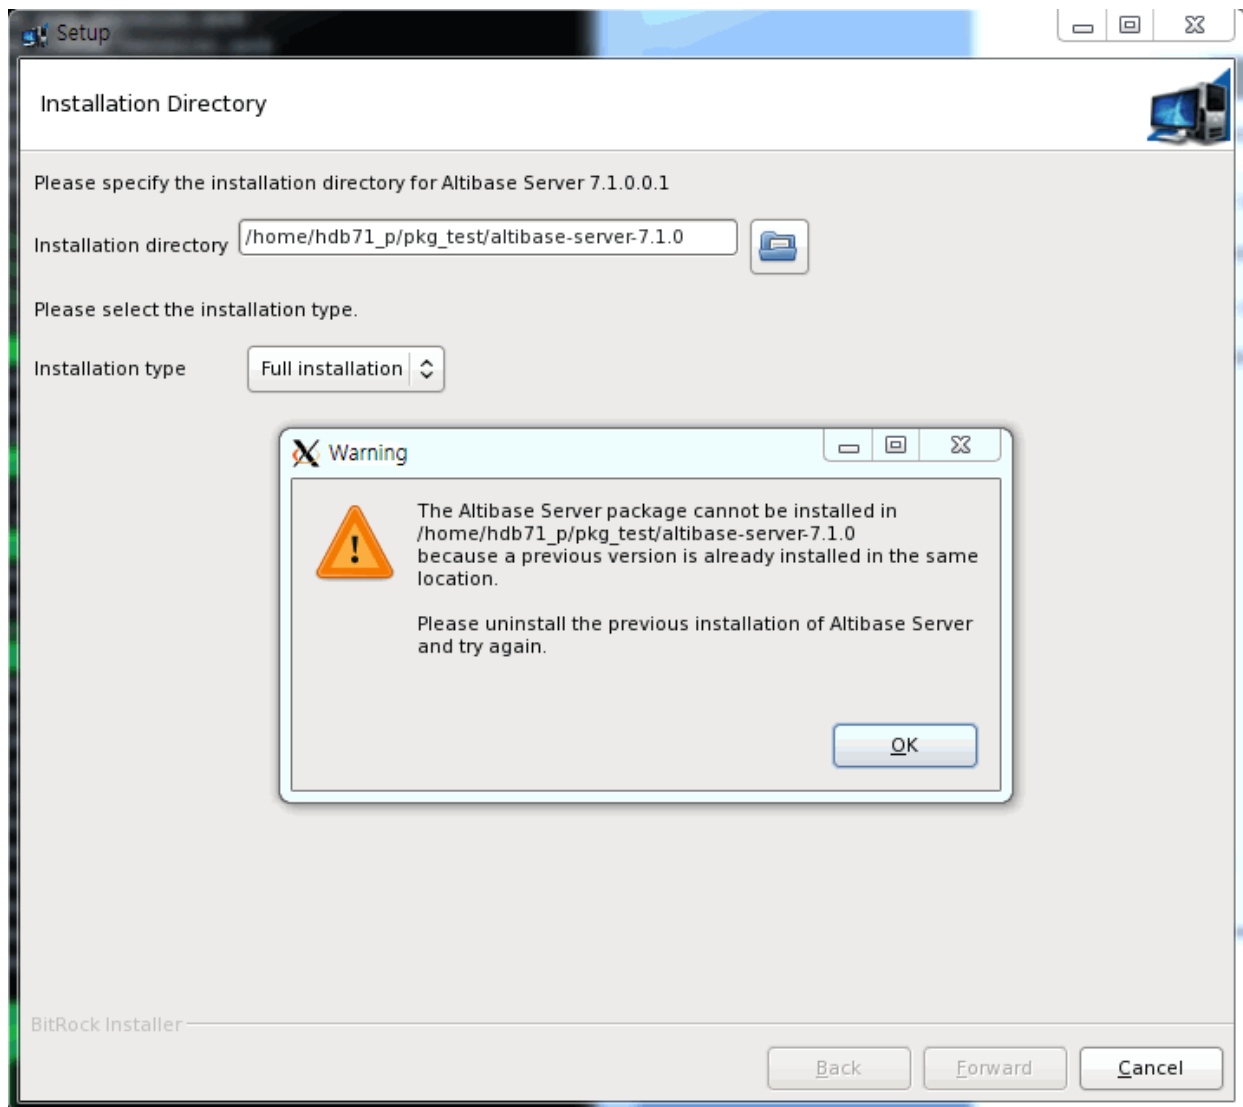 Setup
Installation Directory
Please specify the installation directory for Altibase Server 7.1.0.0.1
Installation directory /home/hdb71_p/pkg_test/altibase-server-7.1.0
Please select the installation type.
Installation type Full installation
Warning
The Altibase Server package cannot be installed in
/home/hdb71_p/pkg_test/altibase-server-7.1.0
because a previous version is already installed in the same
location.
Please uninstall the previous installation of Altibase Server
and try again.
OK
BitRock Installer
Back Forward Cancel